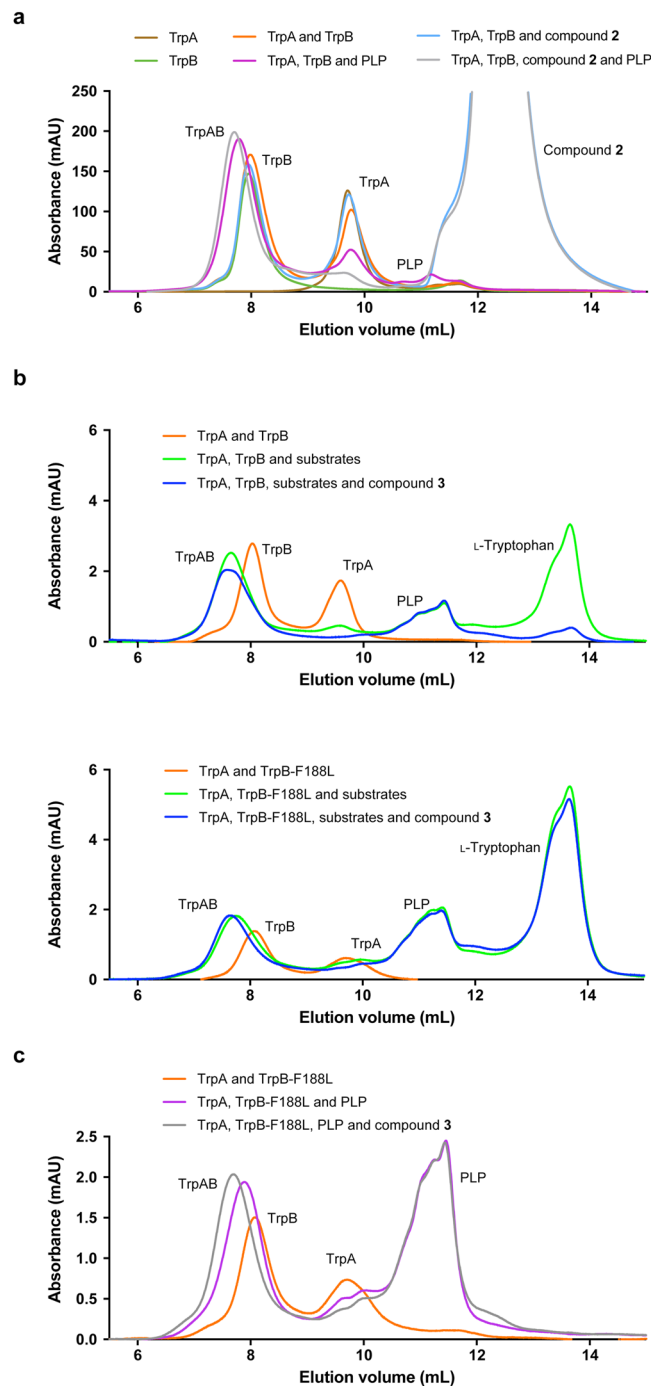 a
TrpA
TrpA and TrpB
TrpA, TrpB and compound 2
TrpB
TrpA, TrpB and PLP
TrpA, TrpB, compound 2 and PLP
250
200
150
100
50
0
Absorbance (mAU)
TrpAB
TrpB
TrpA
PLP
Compound 2
6 8 10 12 14
Elution volume (mL)
b
TrpA and TrpB
TrpA, TrpB and substrates
TrpA, TrpB, substrates and compound 3
6
4
2
0
Absorbance (mAU)
TrpAB
TrpB
TrpA
PLP
L-Tryptophan
6 8 10 12 14
Elution volume (mL)
TrpA and TrpB-F188L
TrpA, TrpB-F188L and substrates
TrpA, TrpB-F188L, substrates and compound 3
6
4
2
0
Absorbance (mAU)
TrpAB
TrpB
TrpA
PLP
L-Tryptophan
6 8 10 12 14
Elution volume (mL)
c
TrpA and TrpB-F188L
TrpA, TrpB-F188L and PLP
TrpA, TrpB-F188L, PLP and compound 3
2.5
2.0
1.5
1.0
0.5
0.0
Absorbance (mAU)
TrpAB
TrpB
TrpA
PLP
6 8 10 12 14
Elution volume (mL)